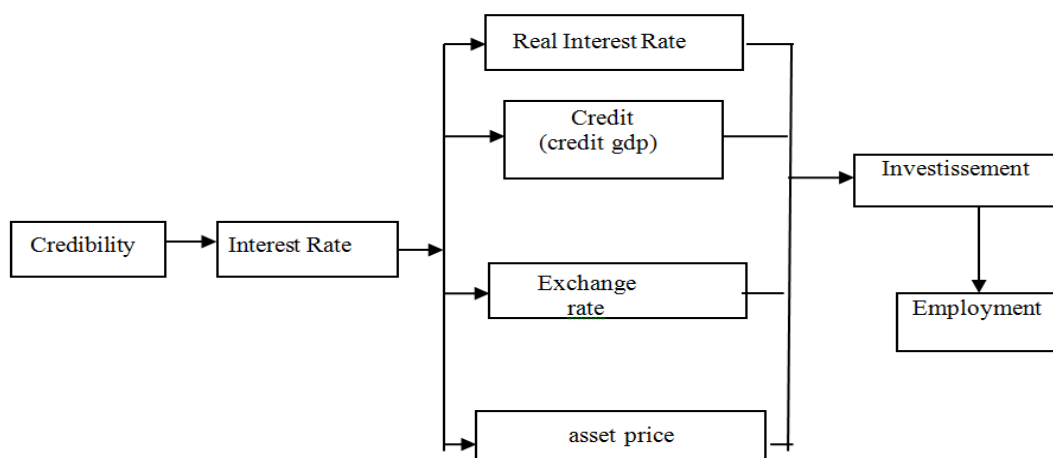 Real Interest Rate
Credit
(credit gdp)
Investissement
Credibility
Interest Rate
Exchange
rate
Employment
asset price